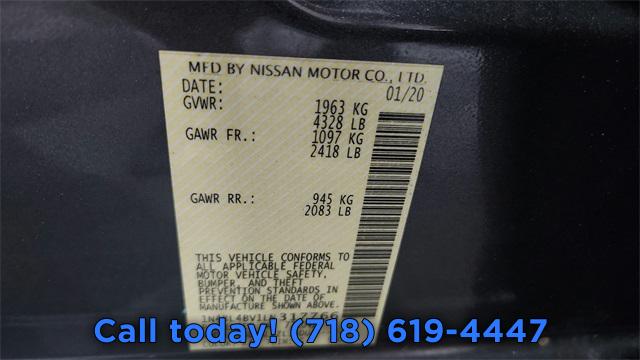 MFD BY NISSAN MOTOR CO., LTD.
DATE: 01/20
GVWR: 1963 KG
4328 LB
GAWR FR.: 1097 KG
2418 LB
GAWR RR.: 945 KG
2083 LB
THIS VEHICLE CONFORMS TO
ALL APPLICABLE FEDERAL
MOTOR VEHICLE SAFETY,
BUMPER, AND THEFT
PREVENTION STANDARDS IN
EFFECT ON THE DATE OF
MANUFACTURE SHOWN ABOVE.
Call today! (718) 619-4447